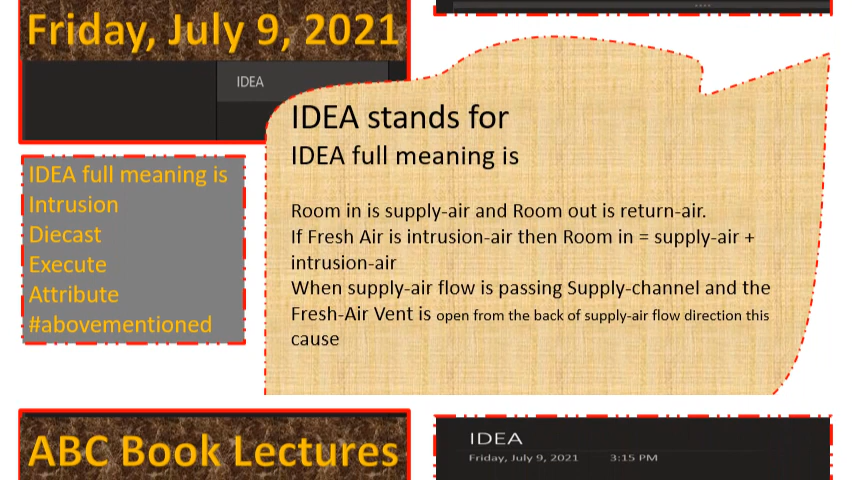 Friday, July 9, 2021
IDEA
IDEA stands for
IDEA full meaning is
Room in is supply-air and Room out is return-air.
If Fresh Air is intrusion-air then Room in = supply-air +
intrusion-air
When supply-air flow is passing Supply-channel and the
Fresh-Air Vent is open from the back of supply-air flow direction this
cause
IDEA full meaning is
Intrusion
Diecast
Execute
Attribute
#abovementioned
ABC Book Lectures
IDEA
Friday, July 9, 2021 3:15 PM